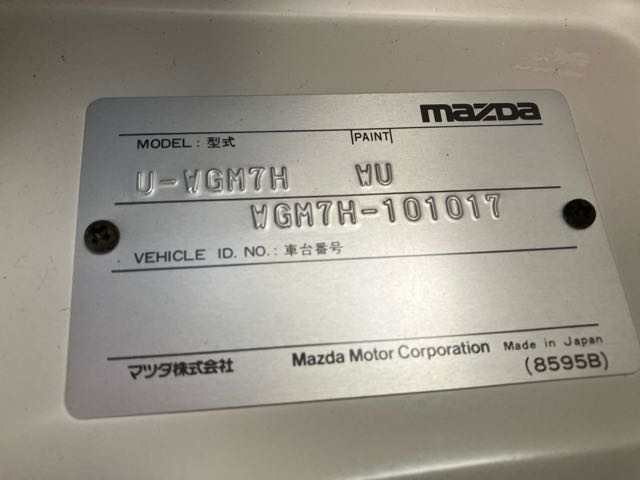 mazda
MODEL: 型式 PAINT
U-WGM7H WU
WGM7H-101017
VEHICLE ID. NO.: 車台番号
マツダ株式会社 Mazda Motor Corporation Made in Japan
(8595B)